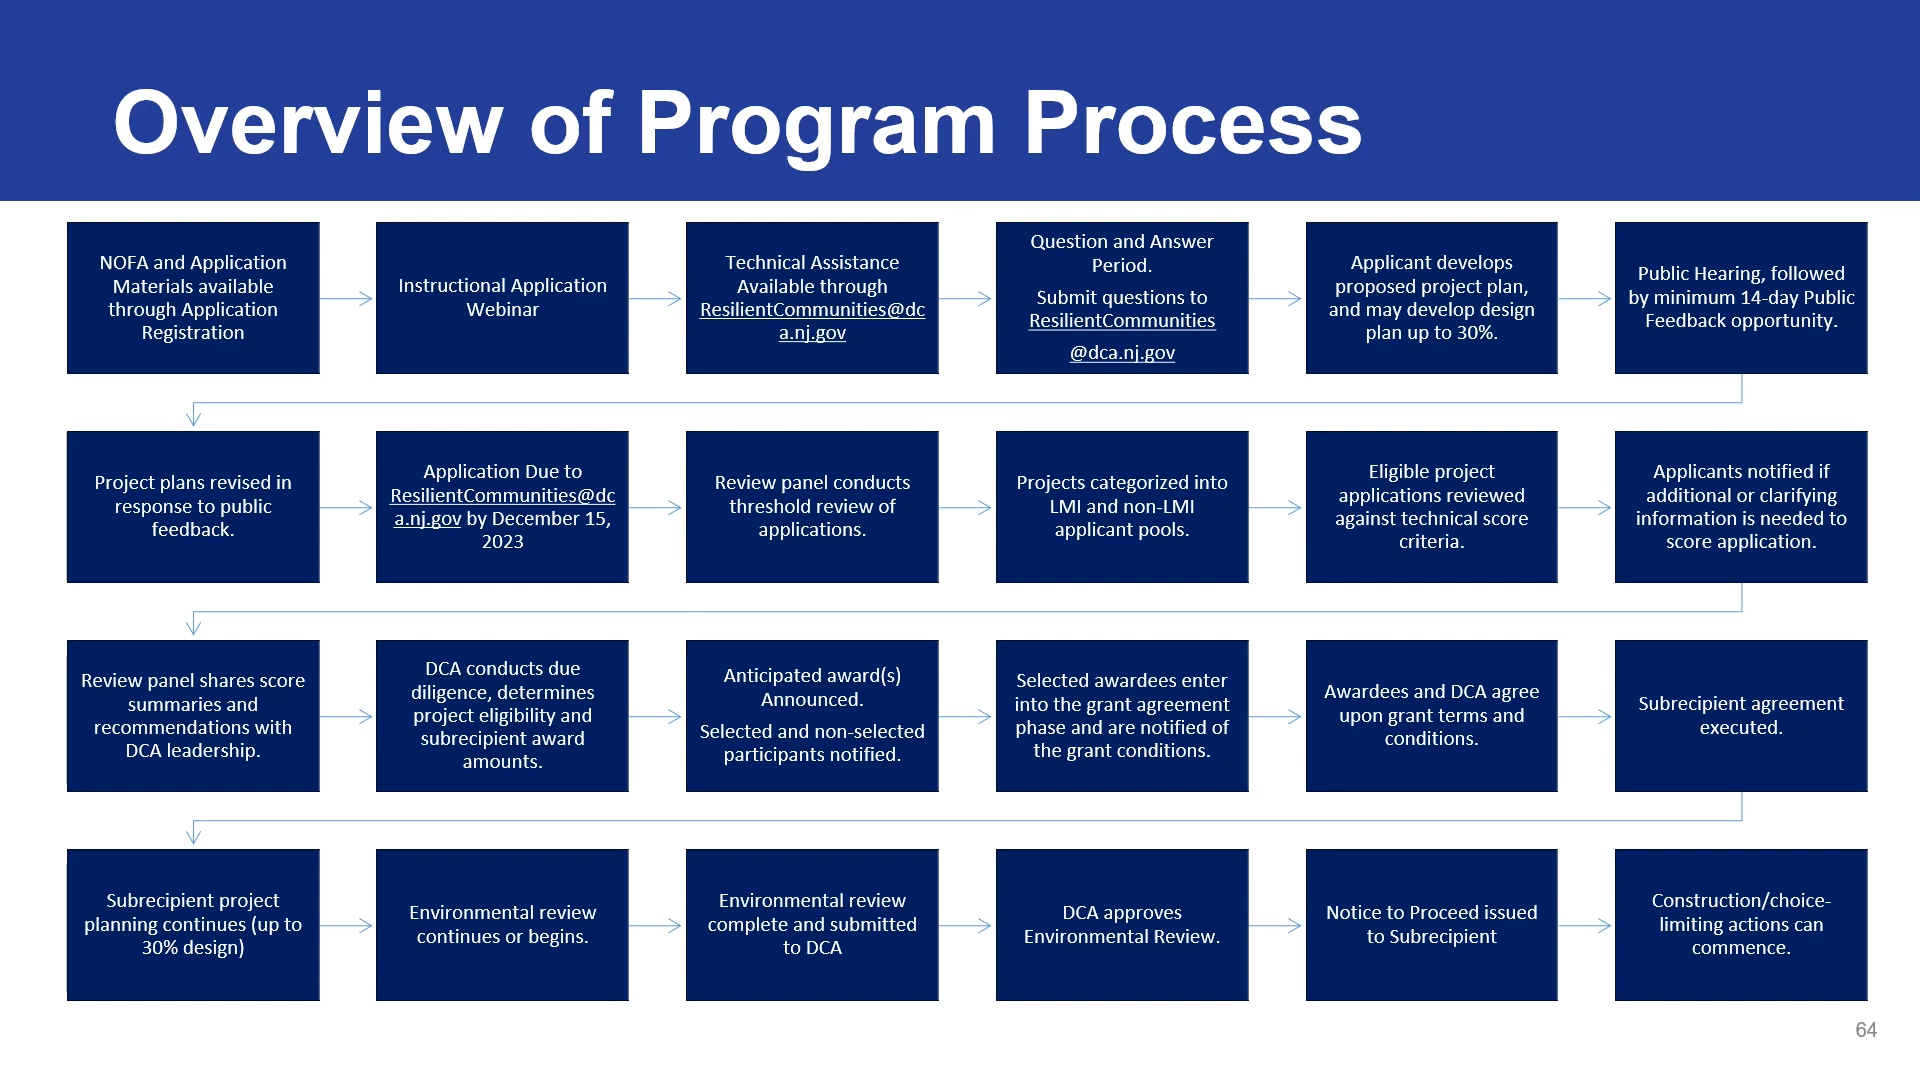 Overview of Program Process
NOFA and Application
Materials available
through Application
Registration
Instructional Application
Webinar
Technical Assistance
Available through
ResilientCommunities@dc
a.nj.gov
Question and Answer
Period.
Submit questions to
ResilientCommunities
@dca.nj.gov
Applicant develops
proposed project plan,
and may develop design
plan up to 30%.
Public Hearing, followed
by minimum 14-day Public
Feedback opportunity.
Project plans revised in
response to public
feedback.
Application Due to
ResilientCommunities@dc
a.nj.gov by December 15,
2023
Review panel conducts
threshold review of
applications.
Projects categorized into
LMI and non-LMI
applicant pools.
Eligible project
applications reviewed
against technical score
criteria.
Applicants notified if
additional or clarifying
information is needed to
score application.
Review panel shares score
summaries and
recommendations with
DCA leadership.
DCA conducts due
diligence, determines
project eligibility and
subrecipient award
amounts.
Anticipated award(s)
Announced.
Selected and non-selected
participants notified.
Selected awardees enter
into the grant agreement
phase and are notified of
the grant conditions.
Awardees and DCA agree
upon grant terms and
conditions.
Subrecipient agreement
executed.
Subrecipient project
planning continues (up to
30% design)
Environmental review
continues or begins.
Environmental review
complete and submitted
to DCA
DCA approves
Environmental Review.
Notice to Proceed issued
to Subrecipient
Construction/choice-
limiting actions can
commence.
64